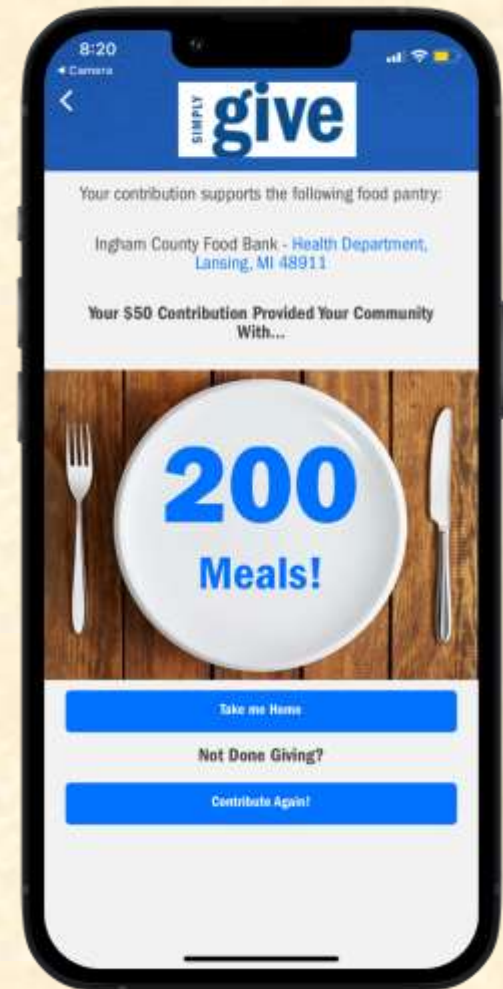 8:20
Camera
SIMPLY
give
Your contribution supports the following food pantry:
Ingham County Food Bank - Health Department,
Lansing, MI 48911
Your $50 Contribution Provided Your Community
With...
200
Meals!
Take me Home
Not Done Giving?
Contribute Again!